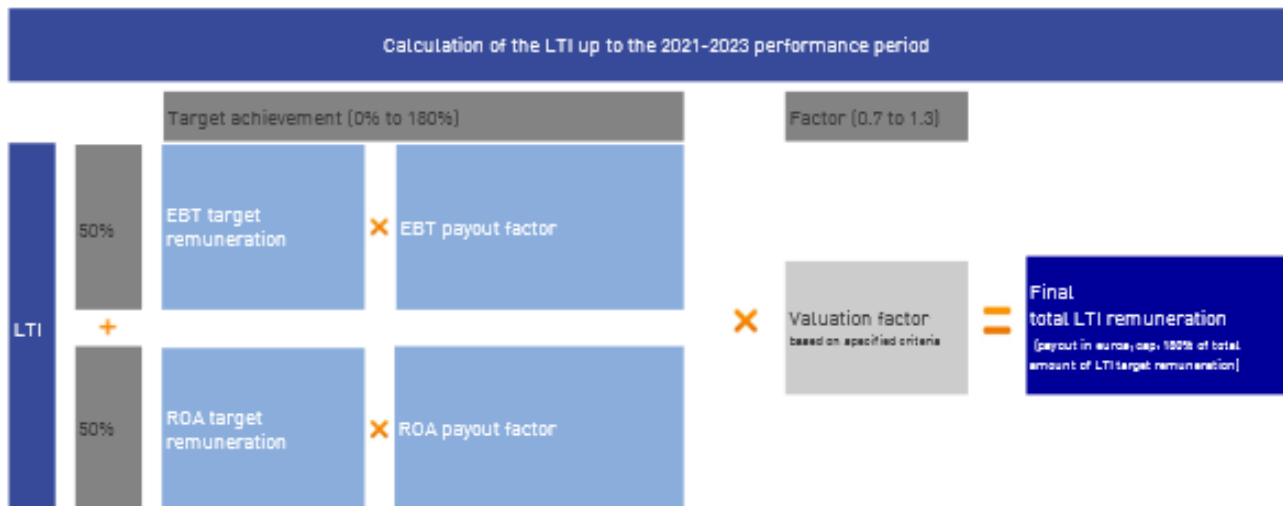 Calculation of the LTI up to the 2021-2023 performance period
Target achievement (0% to 180%)
Factor (0.7 to 1.3)
LTI
50%
EBT target
remuneration
×
EBT payout factor
+
50%
ROA target
remuneration
×
ROA payout factor
×
Valuation factor
based on specified criteria
=
Final
total LTI remuneration
(payout in euros; cap: 180% of total
amount of LTI target remuneration)